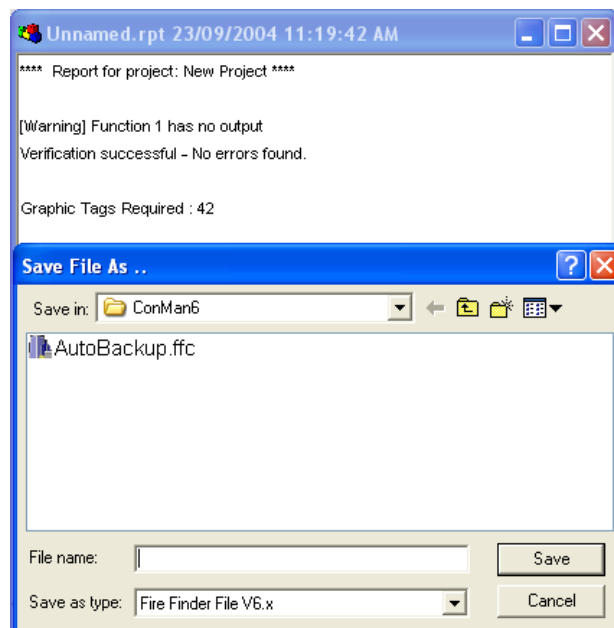 Unnamed.rpt 23/09/2004 11:19:42 AM
**** Report for project: New Project ****
[Warning] Function 1 has no output
Verification successful - No errors found.
Graphic Tags Required : 42
Save File As ..
Save in: ConMan6
AutoBackup.ffc
File name:
Save
Save as type: Fire Finder File V6.x
Cancel